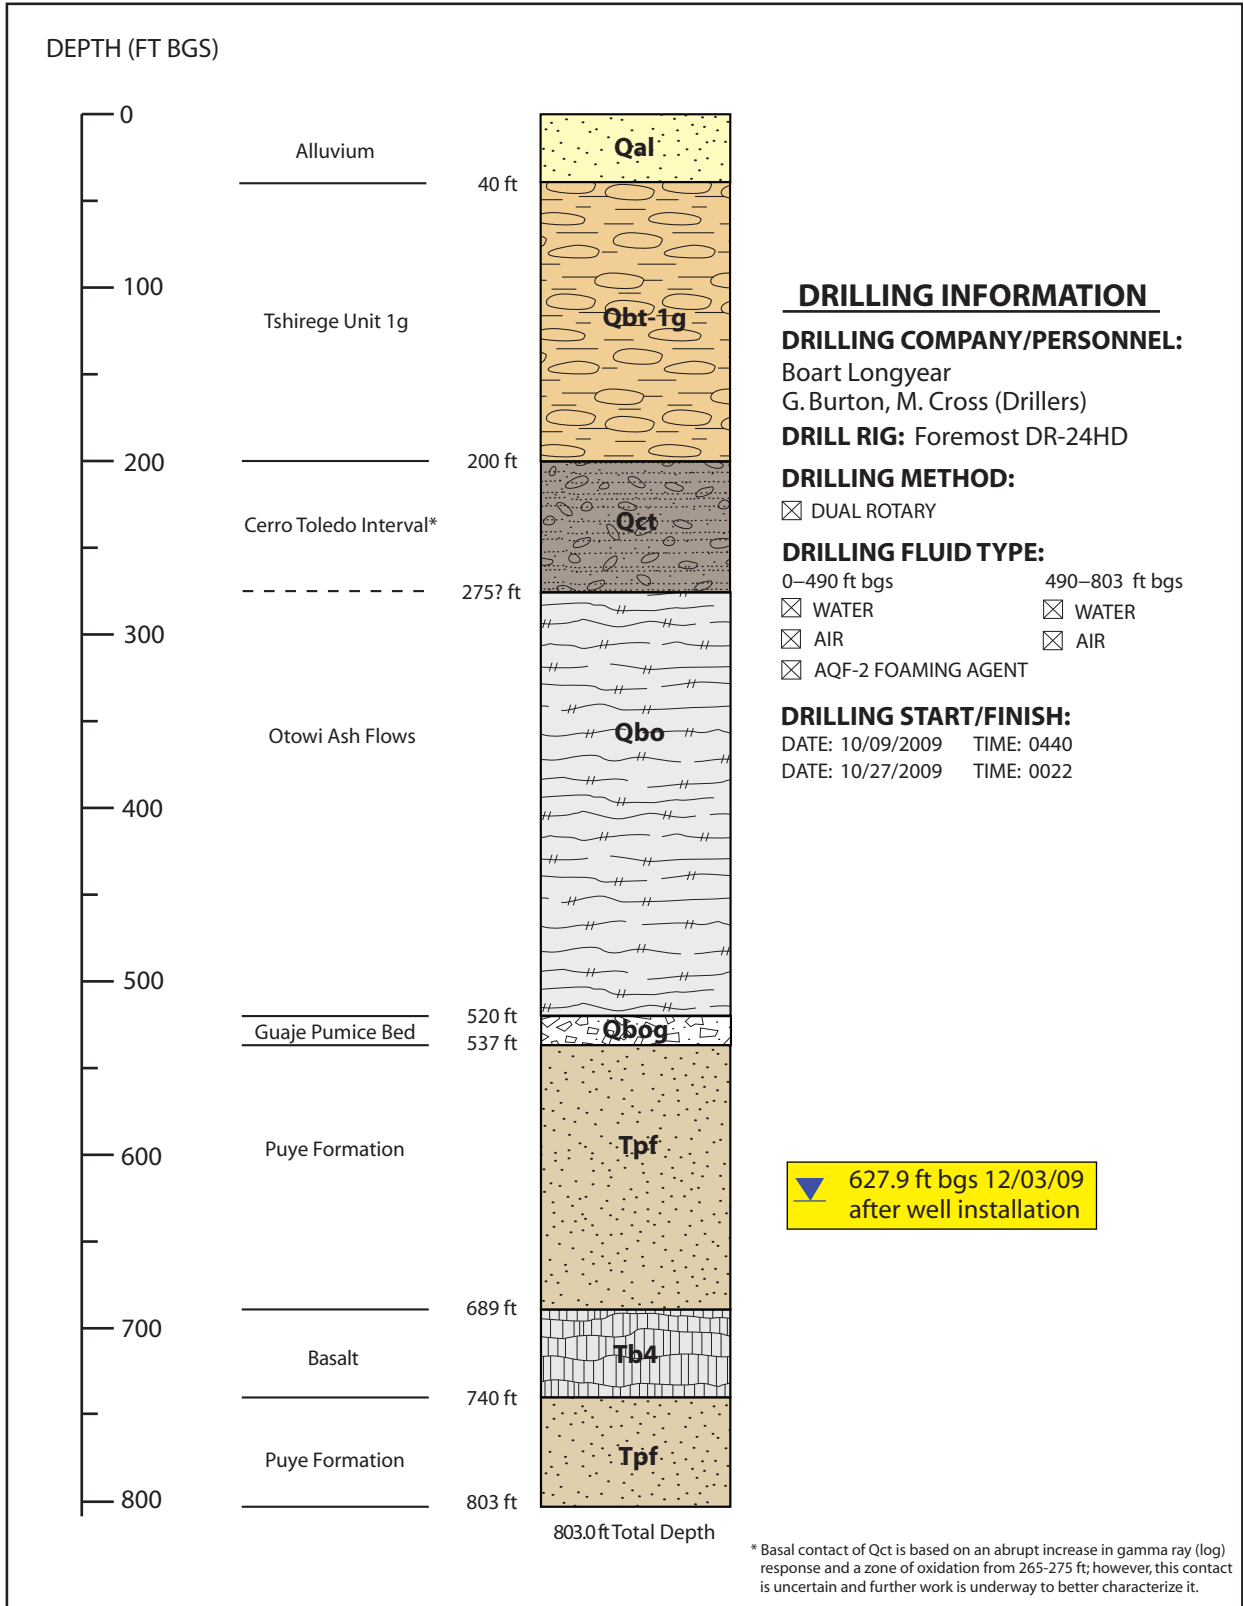 DEPTH (FT BGS)
0
Alluvium
Qal
40 ft
100
Tshirege Unit 1g
Qbt-1g
200
200 ft
Cerro Toledo Interval*
Qct
275? ft
300
Otowi Ash Flows
Qbo
400
500
520 ft
Guaje Pumice Bed
Qbog
537 ft
Puye Formation
Tpf
600
689 ft
700
Basalt
Tb4
740 ft
Puye Formation
Tpf
800
803 ft
803.0 ft Total Depth
DRILLING INFORMATION
DRILLING COMPANY/PERSONNEL:
Boart Longyear
G. Burton, M. Cross (Drillers)
DRILL RIG: Foremost DR-24HD
DRILLING METHOD:
DUAL ROTARY
DRILLING FLUID TYPE:
0–490 ft bgs 490–803 ft bgs
WATER WATER
AIR AIR
AQF-2 FOAMING AGENT
DRILLING START/FINISH:
DATE: 10/09/2009 TIME: 0440
DATE: 10/27/2009 TIME: 0022
627.9 ft bgs 12/03/09
after well installation
* Basal contact of Qct is based on an abrupt increase in gamma ray (log)
response and a zone of oxidation from 265-275 ft; however, this contact
is uncertain and further work is underway to better characterize it.